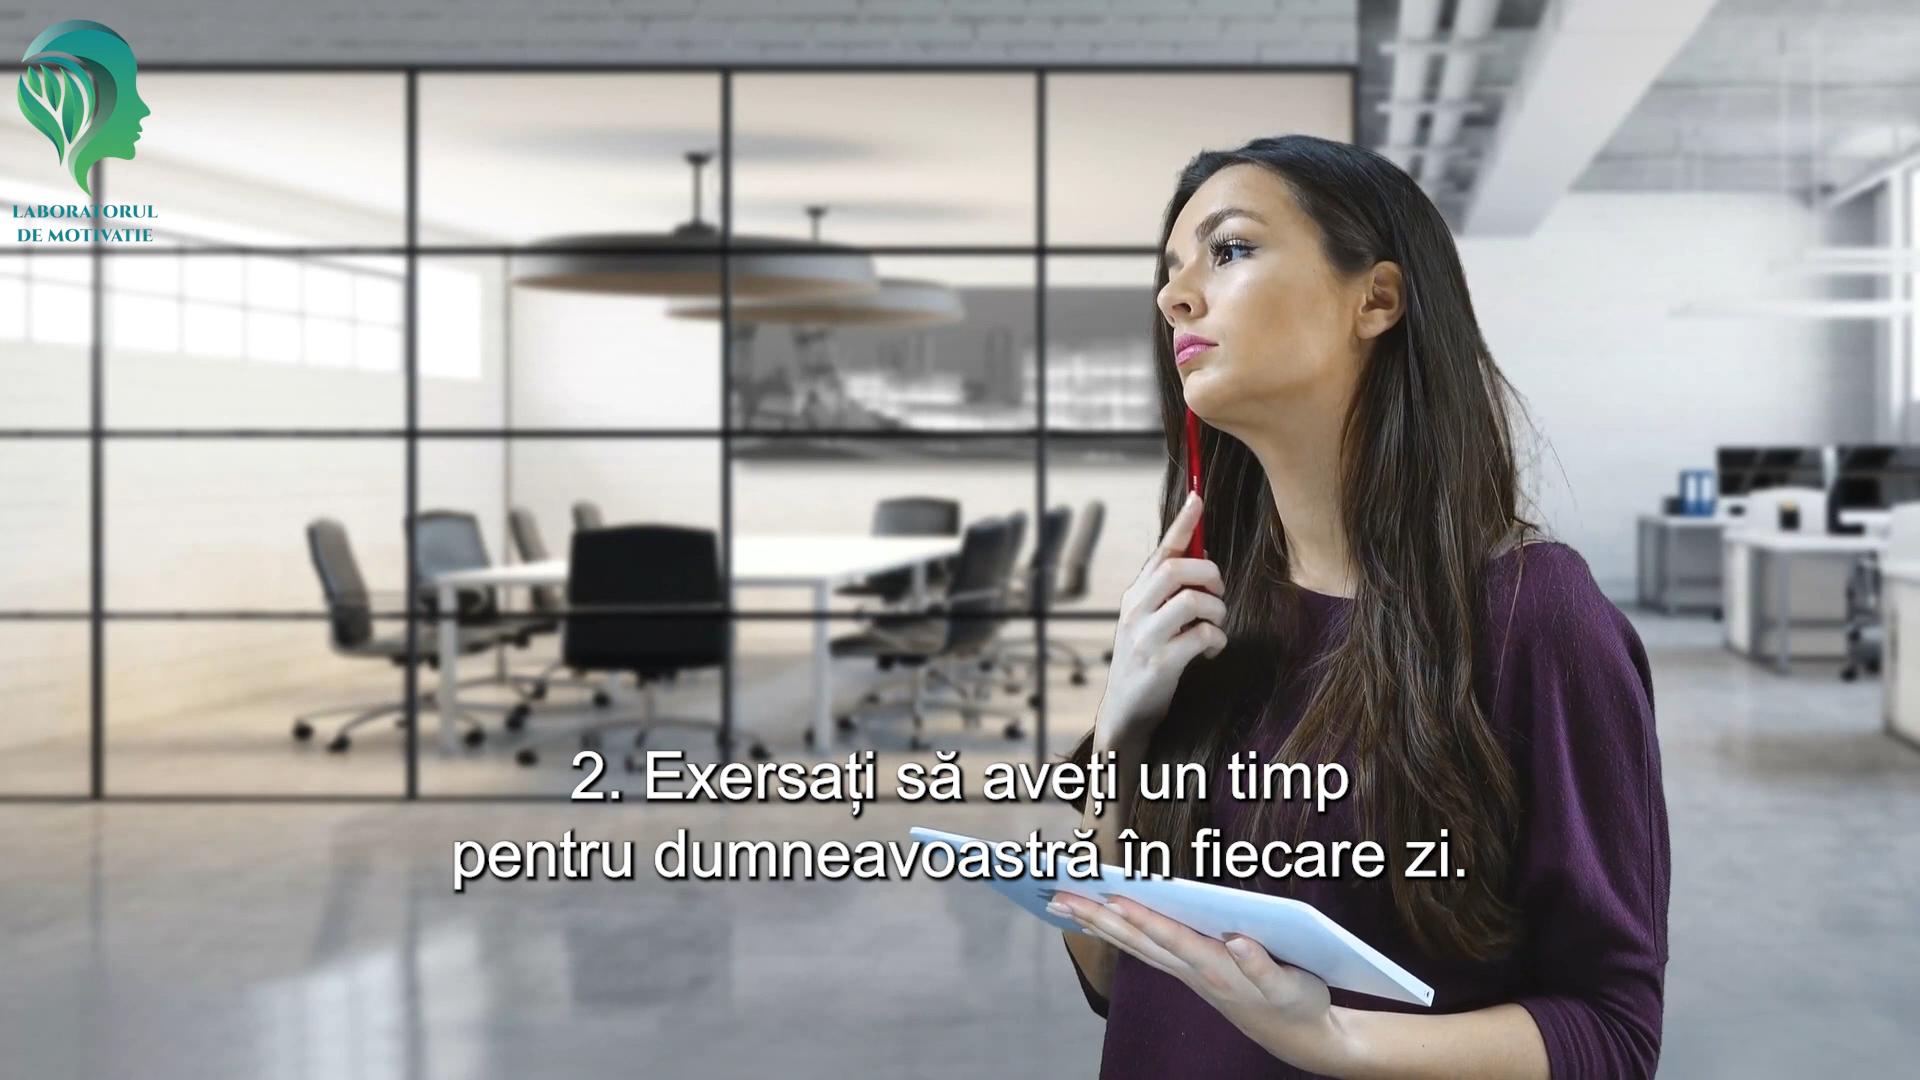 LABORATORUL
DE MOTIVATIE
2. Exersați să aveți un timp
pentru dumneavoastră în fiecare zi.